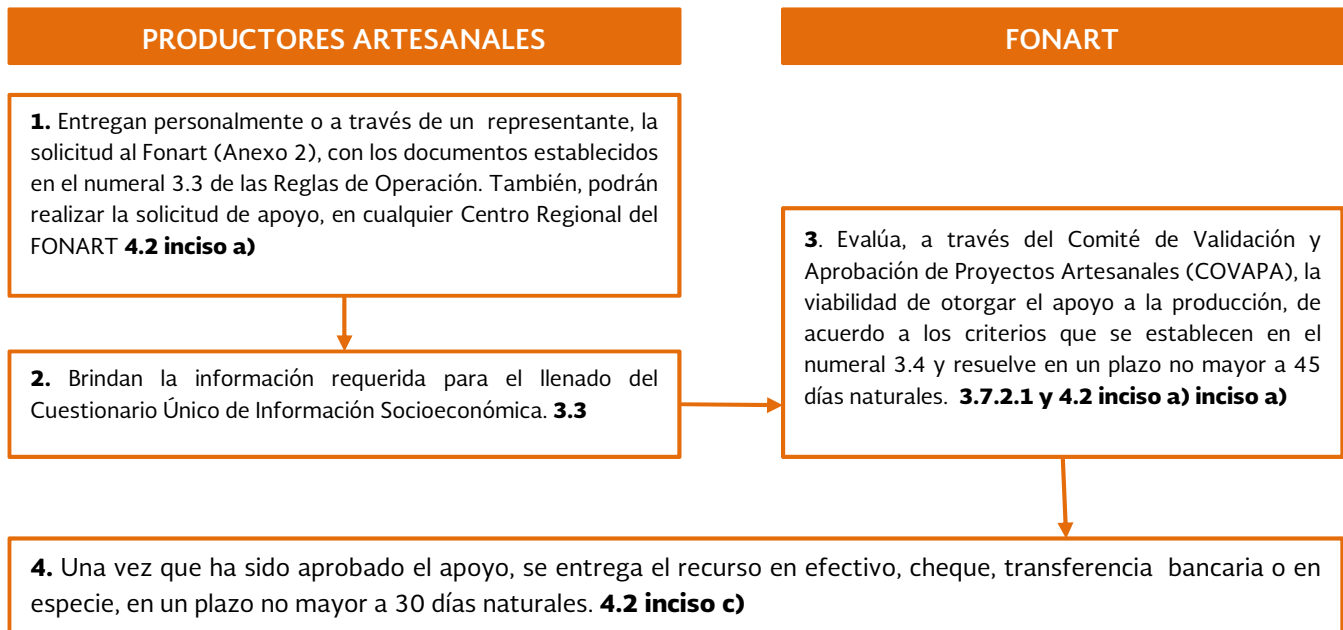 PRODUCTORES ARTESANALES
FONART
1. Entregan personalmente o a través de un representante, la
solicitud al Fonart (Anexo 2), con los documentos establecidos
en el numeral 3.3 de las Reglas de Operación. También, podrán
realizar la solicitud de apoyo, en cualquier Centro Regional del
FONART 4.2 inciso a)
2. Brindan la información requerida para el llenado del
Cuestionario Único de Información Socioeconómica. 3.3
3. Evalúa, a través del Comité de Validación y
Aprobación de Proyectos Artesanales (COVAPA), la
viabilidad de otorgar el apoyo a la producción, de
acuerdo a los criterios que se establecen en el
numeral 3.4 y resuelve en un plazo no mayor a 45
días naturales. 3.7.2.1 y 4.2 inciso a) inciso a)
4. Una vez que ha sido aprobado el apoyo, se entrega el recurso en efectivo, cheque, transferencia bancaria o en
especie, en un plazo no mayor a 30 días naturales. 4.2 inciso c)